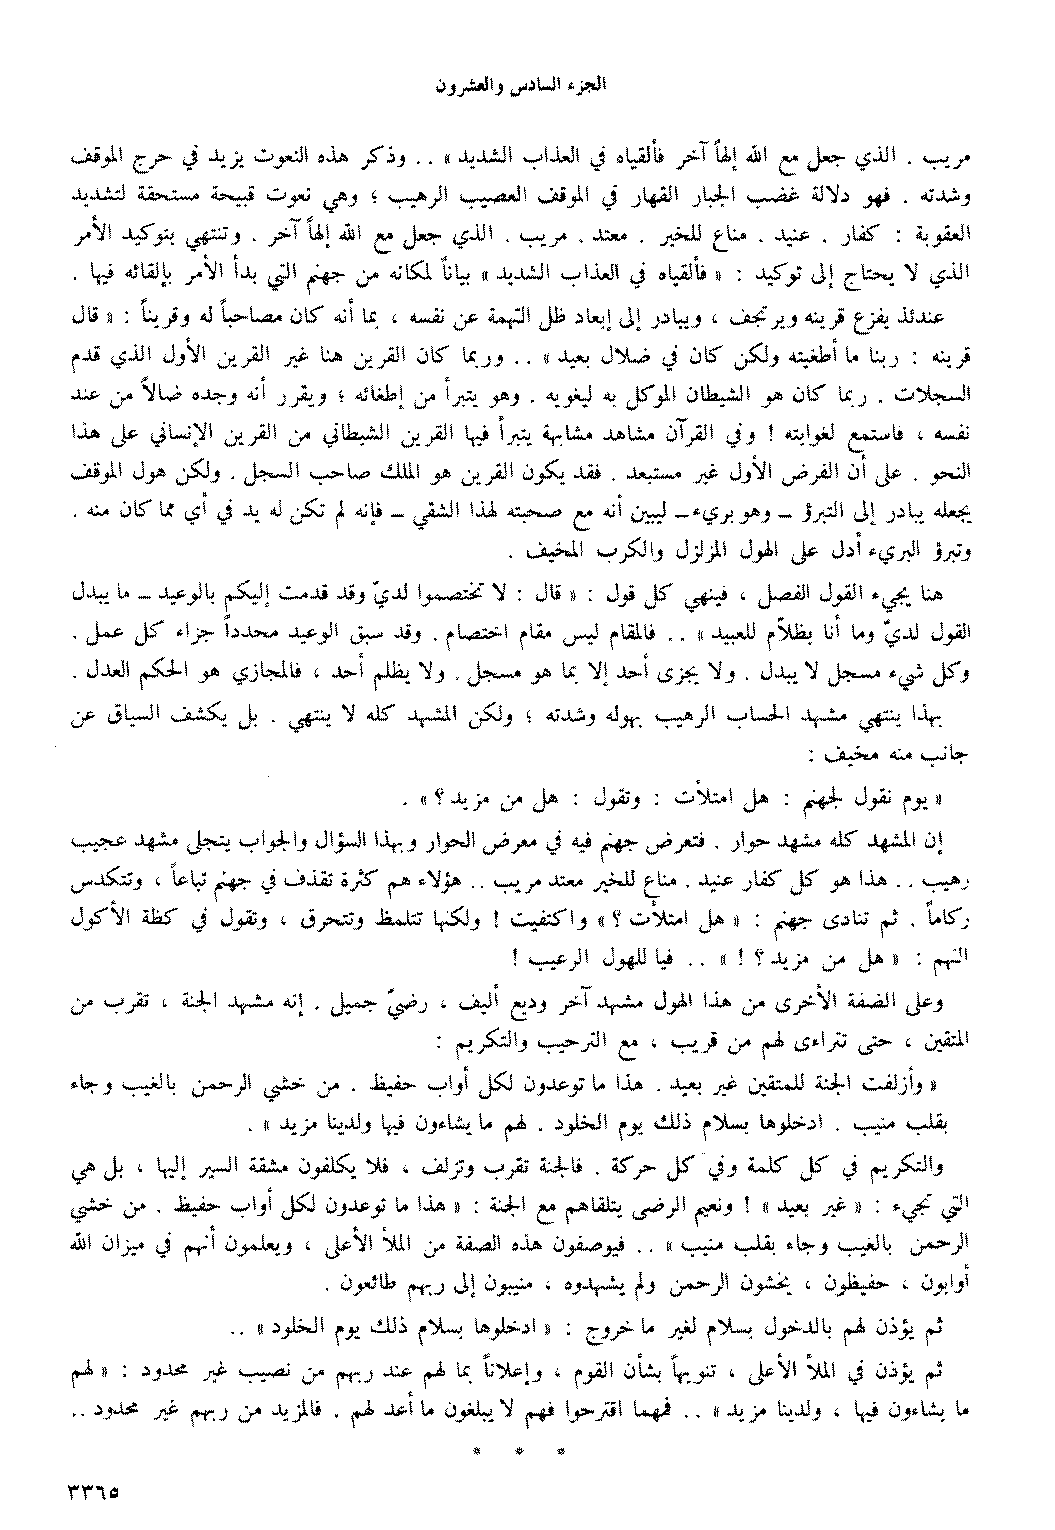 الجزء السادس والعشرون
مريب . الذي جعل مع الله إلهاً آخر فألقياه في العذاب الشديد » .. وذكر هذه النعوت يزيد في حرج الموقف
وشدته . فهو دلالة غضب الجبار القهار في الموقف العصيب الرهيب ؛ وهي نعوت قبيحة مستحقة لتشديد
العقوبة : كفار . عنيد . مناع للخير . معتد . مريب . الذي جعل مع الله إلهاً آخر . وتنتهي بتوكيد الأمر
الذي لا يحتاج إلى توكيد : « فألقياه في العذاب الشديد » بياناً لمكانه من جهنم التي بدأ الأمر بإلقائه فيها .
عندئذ يفزع قرينه ويرتجف ، ويبادر إلى إبعاد ظل التهمة عن نفسه ، بما أنه كان مصاحباً له وقريناً : « قال
قرينه : ربنا ما أطغيته ولكن كان في ضلال بعيد » .. وربما كان القرين هنا غير القرين الأول الذي قدم
السجلات . ربما كان هو الشيطان الموكل به ليغويه . وهو يتبرأ من إطغائه ؛ ويقرر أنه وجده ضالاً من عند
نفسه ، فاستمع لغوايته ! وفي القرآن مشاهد مشابهة يتبرأ فيها القرين الشيطاني من القرين الإنساني على هذا
النحو . على أن الفرض الأول غير مستبعد . فقد يكون القرين هو الملك صاحب السجل . ولكن هول الموقف
يجعله يبادر إلى التبرؤ – وهو بريء – ليبين أنه مع صحبته لهذا الشقي – فإنه لم تكن له يد في أي مما كان منه .
وتبرؤ البريء أدل على الهول المزلزل والكرب المخيف .
هنا يجيء القول الفصل ، فينهي كل قول : « قال : لا تختصموا لديّ وقد قدمت إليكم بالوعيد – ما يبدل
القول لديّ وما أنا بظلاّم للعبيد » .. فالمقام ليس مقام اختصام . وقد سبق الوعيد محدداً جزاء كل عمل .
وكل شيء مسجل لا يبدل . ولا يجزى أحد إلا بما هو مسجل . ولا يظلم أحد ، فالمجازي هو الحكم العدل .
بهذا ينتهي مشهد الحساب الرهيب بهوله وشدته ؛ ولكن المشهد كله لا ينتهي . بل يكشف السياق عن
جانب منه مخيف :
« يوم نقول لجهنم : هل امتلأت : وتقول : هل من مزيد ؟ » .
إن المشهد كله مشهد حوار . فتعرض جهنم فيه في معرض الحوار وبهذا السؤال والجواب يتجلى مشهد عجيب
رهيب .. هذا هو كل كفار عنيد . مناع للخير معتد مريب .. هؤلاء هم كثرة تقذف في جهنم تباعاً ، وتتكدس
ركاماً . ثم تنادى جهنم : « هل امتلأت ؟ » واكتفيت ! ولكنها تتلمظ وتتحرق ، وتقول في كظة الأكول
النهم : « هل من مزيد ؟ ! » .. فيا للهول الرعيب !
وعلى الضفة الأخرى من هذا الهول مشهد آخر وديع أليف ، رضيّ جميل . إنه مشهد الجنة ، تقرب من
المتقين ، حتى تتراءى لهم من قريب ، مع الترحيب والتكريم :
« وأزلفت الجنة للمتقين غير بعيد . هذا ما توعدون لكل أواب حفيظ . من خشي الرحمن بالغيب وجاء
بقلب منيب . ادخلوها بسلام ذلك يوم الخلود . لهم ما يشاءون فيها ولدينا مزيد » .
والتكريم في كل كلمة وفي كل حركة . فالجنة تقرب وتزلف ، فلا يكلفون مشقة السير إليها ، بل هي
التي تجيء : « غير بعيد » ! ونعيم الرضى يتلقاهم مع الجنة : « هذا ما توعدون لكل أواب حفيظ . من خشي
الرحمن بالغيب وجاء بقلب منيب » .. فيوصفون هذه الصفة من الملأ الأعلى ، ويعلمون أنهم في ميزان الله
أوابون ، حفيظون ، يخشون الرحمن ولم يشهدوه ، منيبون إلى ربهم طائعون .
ثم يؤذن لهم بالدخول بسلام لغير ما خروج : « ادخلوها بسلام ذلك يوم الخلود » ..
ثم يؤذن في الملأ الأعلى ، تنويهاً بشأن القوم ، وإعلاناً بما لهم عند ربهم من نصيب غير محدود : « لهم
ما يشاءون فيها ، ولدينا مزيد » .. فمهما اقترحوا فهم لا يبلغون ما أعد لهم . فالمزيد من ربهم غير محدود ..
* * *
٣٣٦٥